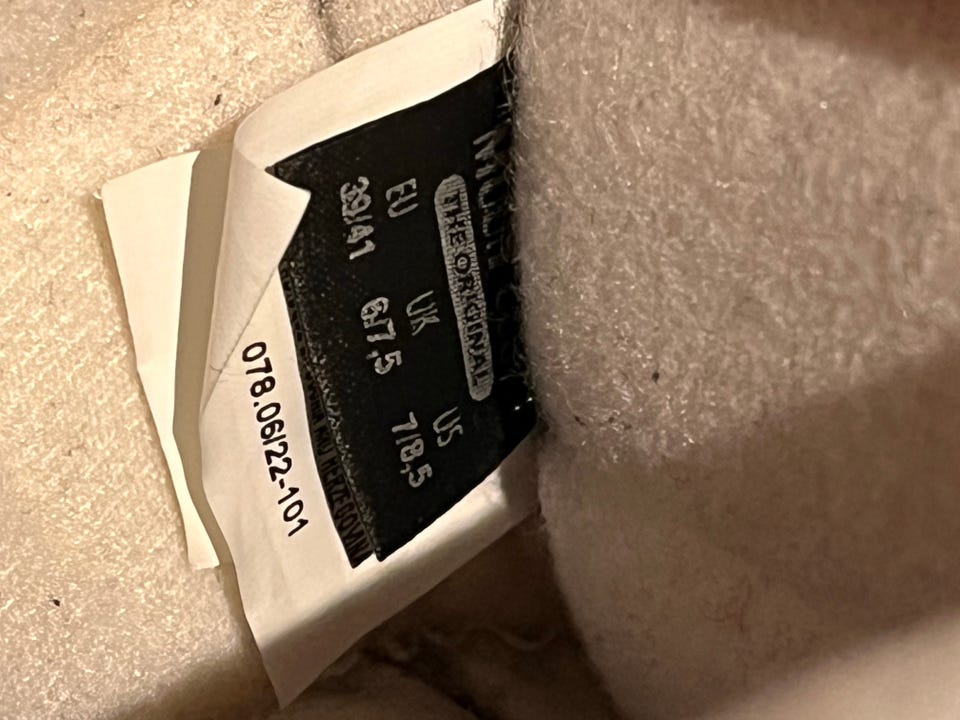 THE ORIGINAL
EU UK US
39/41 6/7,5 7/8,5
078.06/22-101